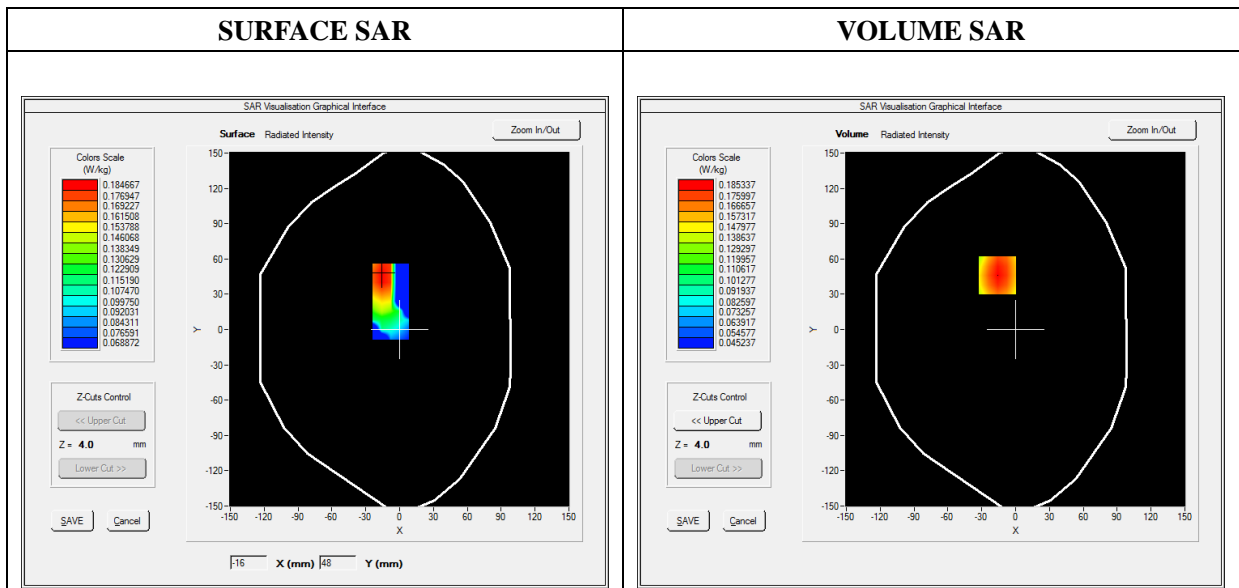 SURFACE SAR
VOLUME SAR
SAR Visualisation Graphical Interface
Surface Radiated Intensity
Zoom In/Out
Colors Scale
(W/kg)
0.184667
0.176947
0.169227
0.161508
0.153788
0.146068
0.138349
0.130629
0.122909
0.115190
0.107470
0.099750
0.092031
0.084311
0.076591
0.068872
Z-Cuts Control
<< Upper Cut
Z = 4.0 mm
Lower Cut >>
SAVE Cancel
150
120
90
60
30
0
-30
-60
-90
-120
-150
Y
-150 -120 -90 -60 -30 0 30 60 90 120 150
X
-16 X (mm) 48 Y (mm)
SAR Visualisation Graphical Interface
Volume Radiated Intensity
Zoom In/Out
Colors Scale
(W/kg)
0.185337
0.175997
0.166657
0.157317
0.147977
0.138637
0.129297
0.119957
0.110617
0.101277
0.091937
0.082597
0.073257
0.063917
0.054577
0.045237
Z-Cuts Control
<< Upper Cut
Z = 4.0 mm
Lower Cut >>
SAVE Cancel
150
120
90
60
30
0
-30
-60
-90
-120
-150
Y
-150 -120 -90 -60 -30 0 30 60 90 120 150
X